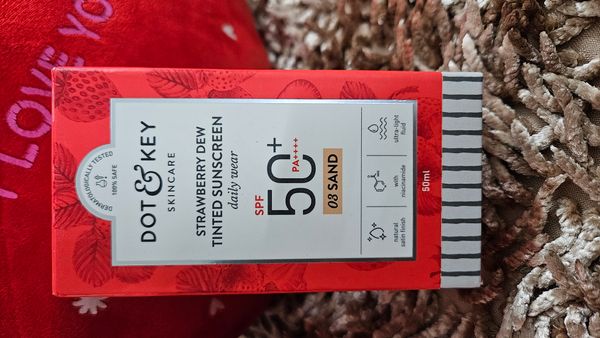 I LOVE YO
DERMATOLOGICALLY TESTED
100% SAFE
DOT & KEY
SKINCARE
STRAWBERRY DEW
TINTED SUNSCREEN
daily wear
SPF
50+
PA++++
08 SAND
natural
satin finish
with
niacinamide
ultra-light
fluid
50ml